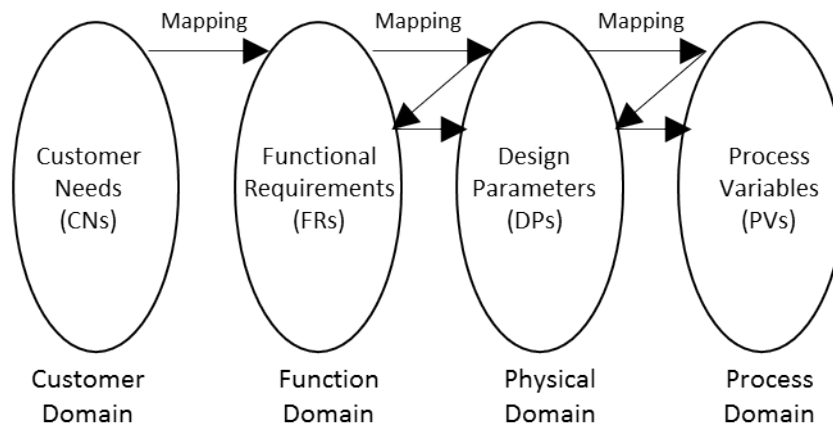 Mapping
Mapping
Mapping
Customer
Needs
(CNs)
Functional
Requirements
(FRs)
Design
Parameters
(DPs)
Process
Variables
(PVs)
Customer
Domain
Function
Domain
Physical
Domain
Process
Domain